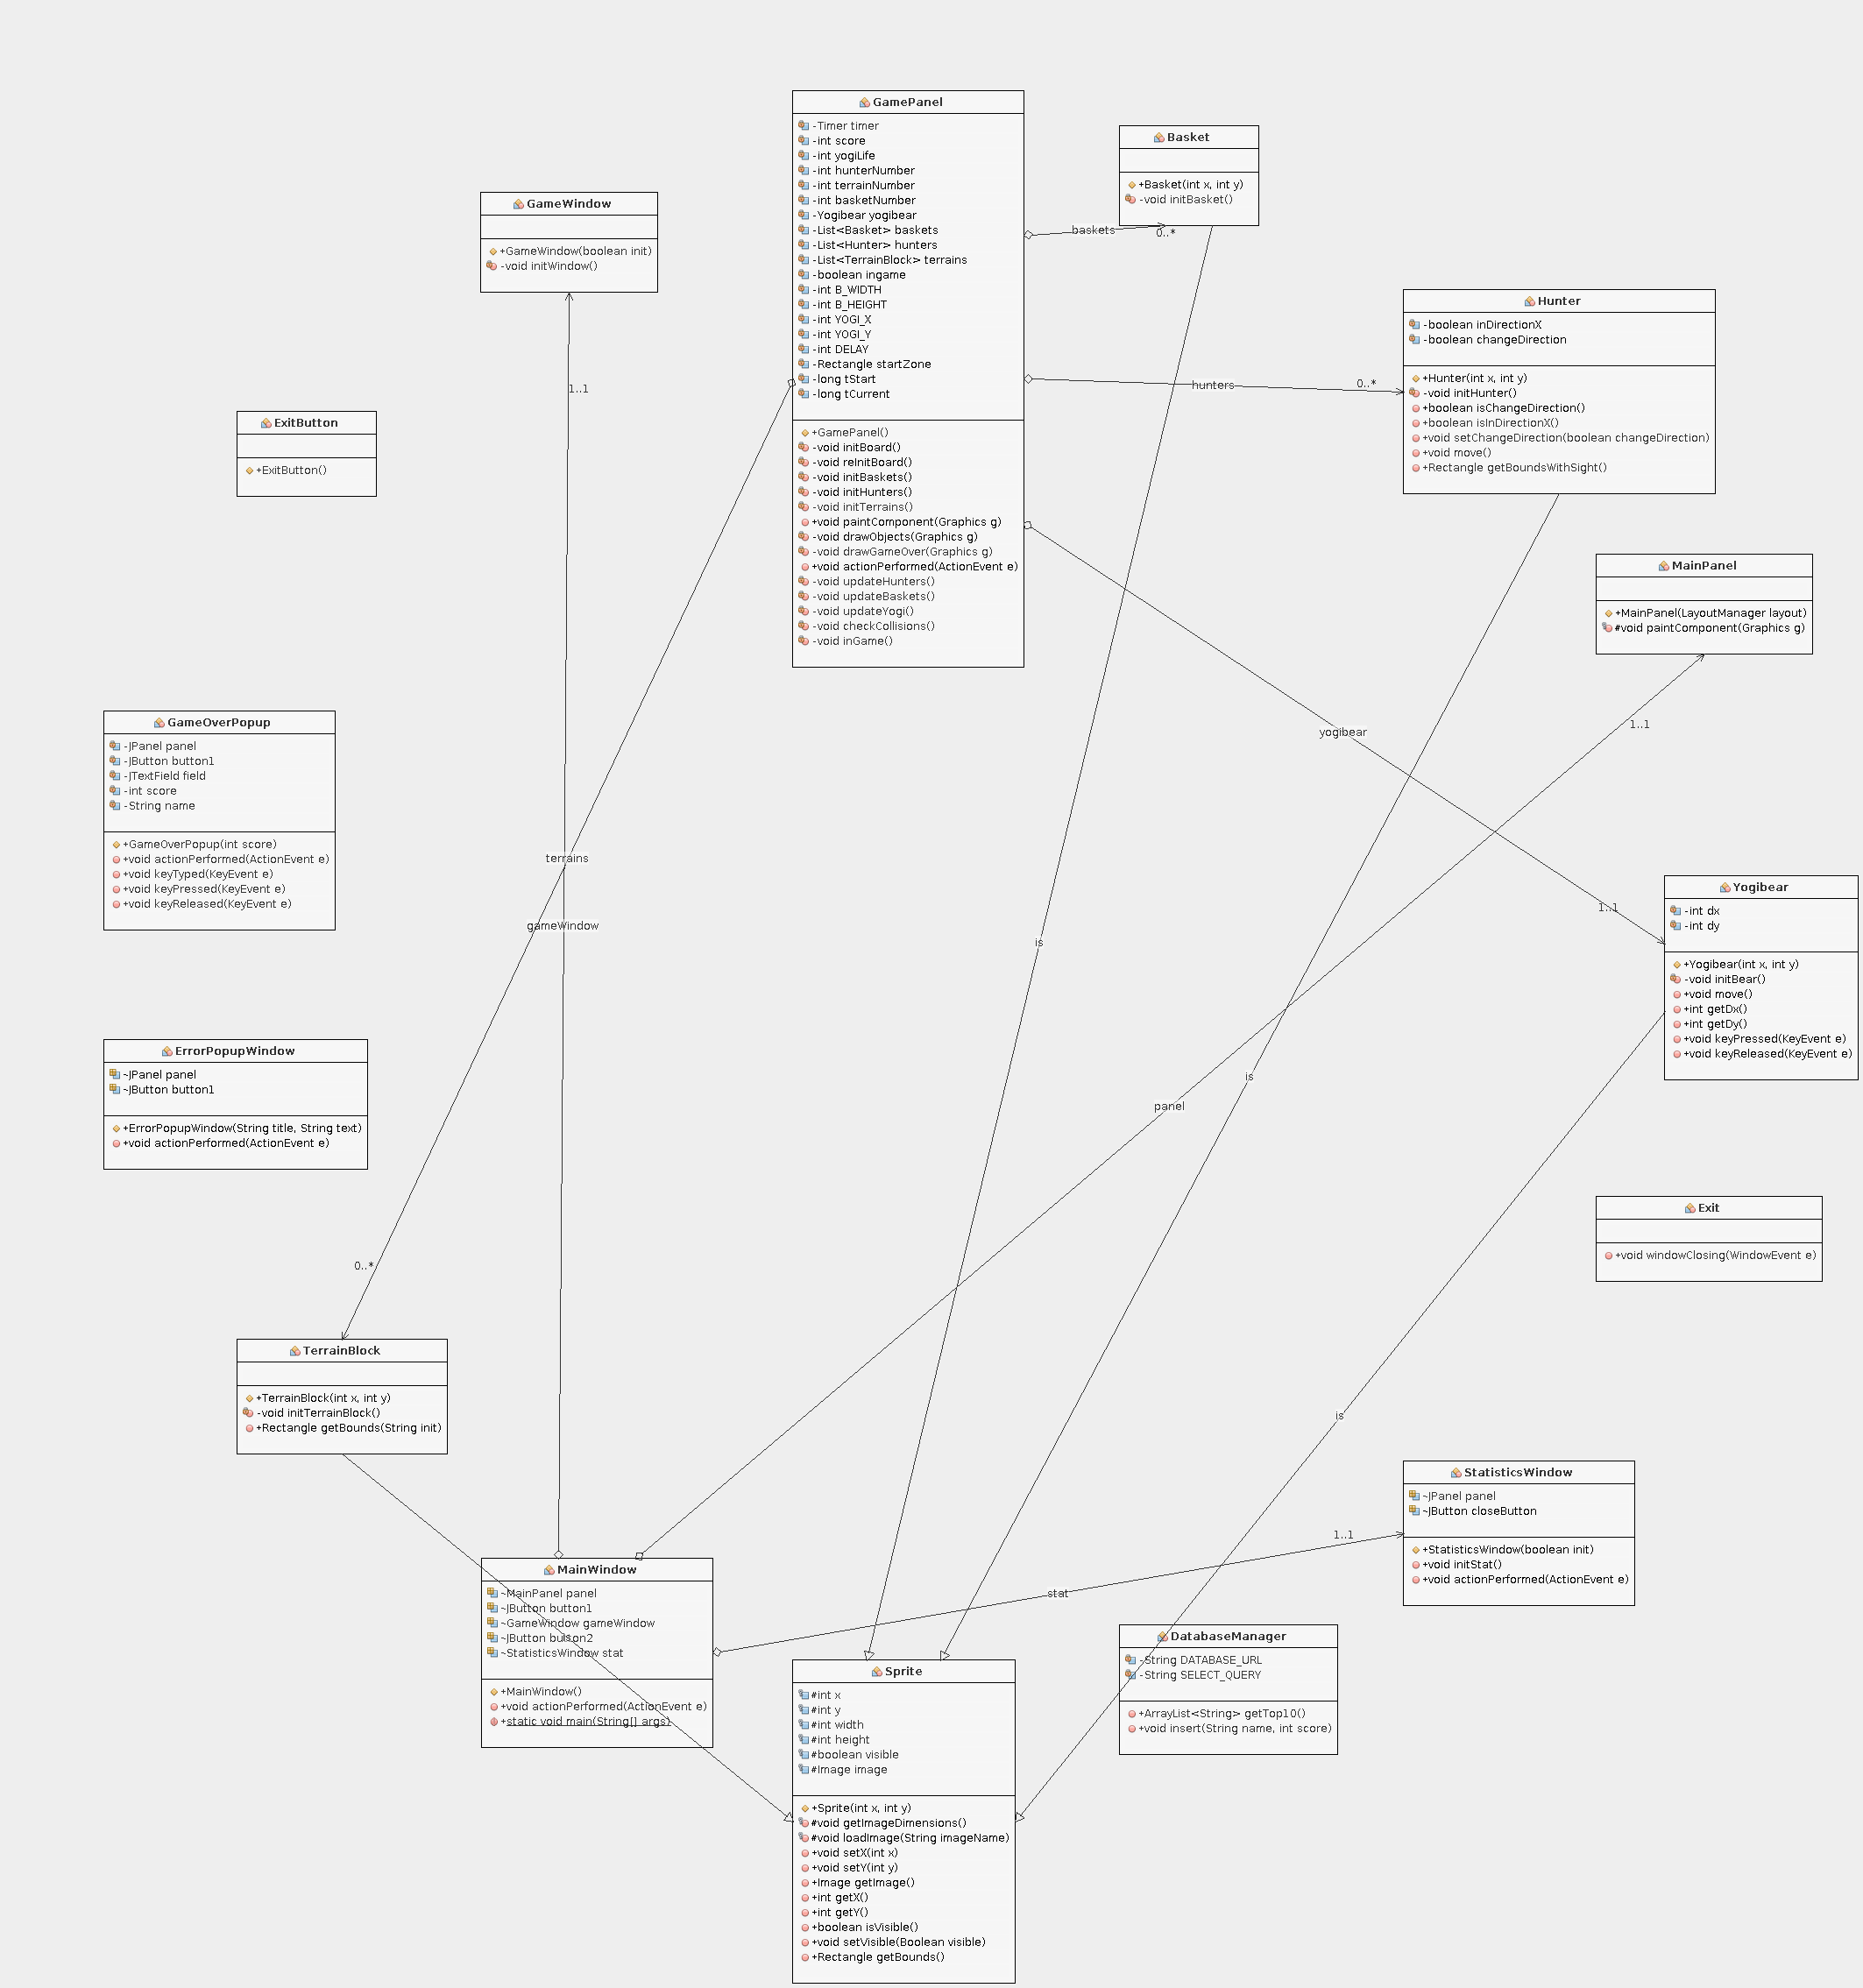 GamePanel
-Timer timer
-int score
-int yogiLife
-int hunterNumber
-int terrainNumber
-int basketNumber
-Yogibear yogibear
-List<Basket> baskets
-List<Hunter> hunters
-List<TerrainBlock> terrains
-boolean ingame
-int B_WIDTH
-int B_HEIGHT
-int YOGI_X
-int YOGI_Y
-int DELAY
-Rectangle startZone
-long tStart
-long tCurrent
+GamePanel()
-void initBoard()
-void reInitBoard()
-void initBaskets()
-void initHunters()
-void initTerrains()
+void paintComponent(Graphics g)
-void drawObjects(Graphics g)
-void drawGameOver(Graphics g)
+void actionPerformed(ActionEvent e)
-void updateHunters()
-void updateBaskets()
-void updateYogi()
-void checkCollisions()
-void inGame()
Basket
+Basket(int x, int y)
-void initBasket()
baskets
0..*
GameWindow
+GameWindow(boolean init)
-void initWindow()
1..1
Hunter
-boolean inDirectionX
-boolean changeDirection
+Hunter(int x, int y)
-void initHunter()
+boolean isChangeDirection()
+boolean isInDirectionX()
+void setChangeDirection(boolean changeDirection)
+void move()
+Rectangle getBoundsWithSight()
hunters
0..*
ExitButton
+ExitButton()
MainPanel
+MainPanel(LayoutManager layout)
#void paintComponent(Graphics g)
1..1
yogibear
GameOverPopup
-JPanel panel
-JButton button1
-JTextField field
-int score
-String name
+GameOverPopup(int score)
+void actionPerformed(ActionEvent e)
+void keyTyped(KeyEvent e)
+void keyPressed(KeyEvent e)
+void keyReleased(KeyEvent e)
terrains
gameWindow
is
1..1
Yogibear
-int dx
-int dy
+Yogibear(int x, int y)
-void initBear()
+void move()
+int getDx()
+int getDy()
+void keyPressed(KeyEvent e)
+void keyReleased(KeyEvent e)
ErrorPopupWindow
~JPanel panel
~JButton button1
+ErrorPopupWindow(String title, String text)
+void actionPerformed(ActionEvent e)
is
panel
Exit
+void windowClosing(WindowEvent e)
0..*
TerrainBlock
+TerrainBlock(int x, int y)
-void initTerrainBlock()
+Rectangle getBounds(String init)
is
StatisticsWindow
~JPanel panel
~JButton closeButton
+StatisticsWindow(boolean init)
+void initStat()
+void actionPerformed(ActionEvent e)
1..1
stat
MainWindow
~MainPanel panel
~JButton button1
~GameWindow gameWindow
~JButton button2
~StatisticsWindow stat
+MainWindow()
+void actionPerformed(ActionEvent e)
+static void main(String[] args)
is
DatabaseManager
-String DATABASE_URL
-String SELECT_QUERY
+ArrayList<String> getTop10()
+void insert(String name, int score)
Sprite
#int x
#int y
#int width
#int height
#boolean visible
#Image image
+Sprite(int x, int y)
#void getImageDimensions()
#void loadImage(String imageName)
+void setX(int x)
+void setY(int y)
+Image getImage()
+int getX()
+int getY()
+boolean isVisible()
+void setVisible(Boolean visible)
+Rectangle getBounds()